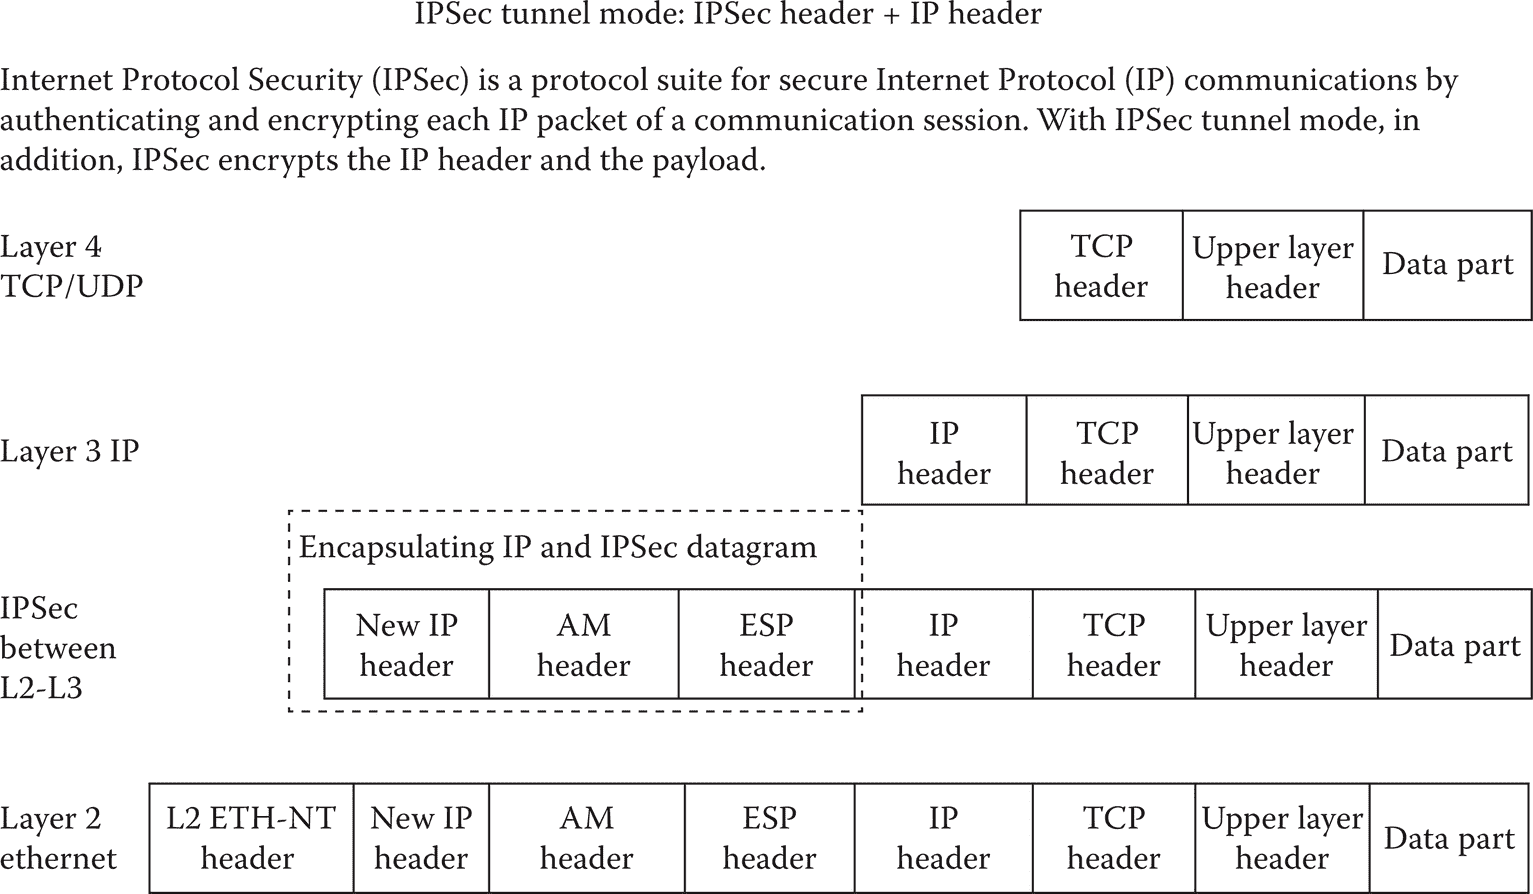 IPSec tunnel mode: IPSec header + IP header
Internet Protocol Security (IPSec) is a protocol suite for secure Internet Protocol (IP) communications by
authenticating and encrypting each IP packet of a communication session. With IPSec tunnel mode, in
addition, IPSec encrypts the IP header and the payload.
Layer 4
TCP/UDP
TCP
header
Upper layer
header
Data part
Layer 3 IP
IP
header
TCP
header
Upper layer
header
Data part
Encapsulating IP and IPSec datagram
IPSec
between
L2-L3
New IP
header
AM
header
ESP
header
IP
header
TCP
header
Upper layer
header
Data part
Layer 2
ethernet
L2 ETH-NT
header
New IP
header
AM
header
ESP
header
IP
header
TCP
header
Upper layer
header
Data part